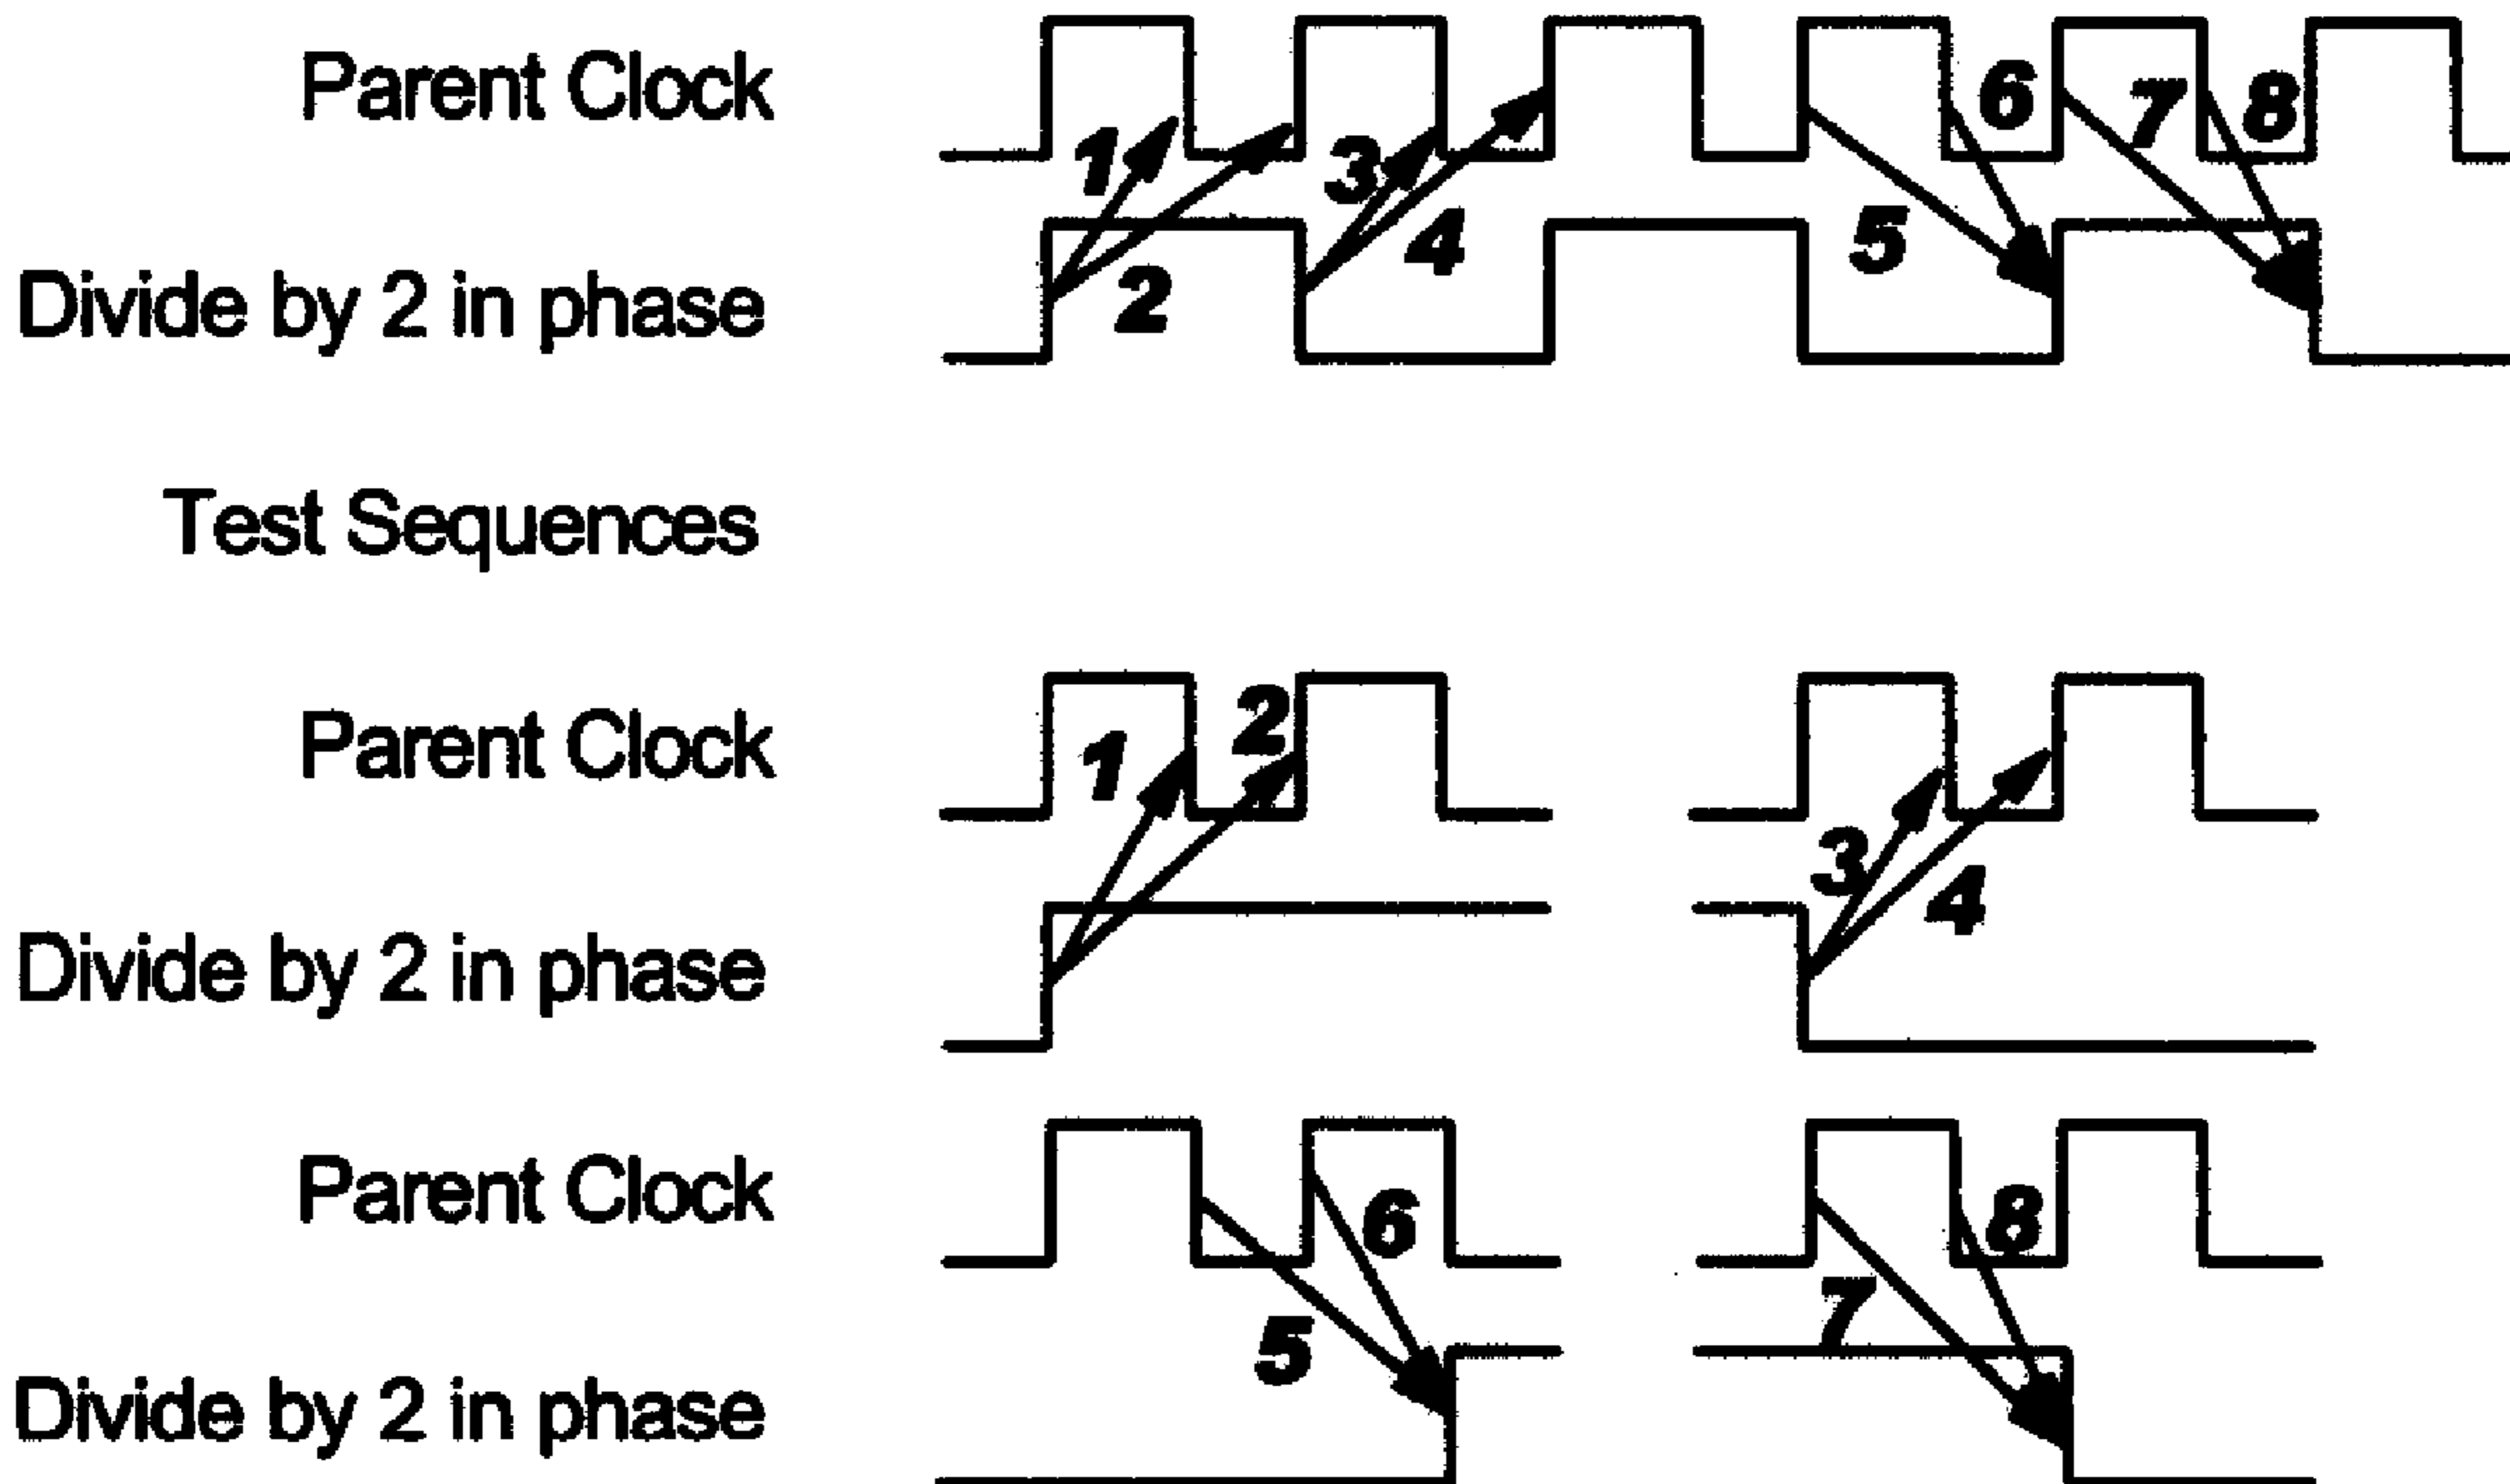 Parent Clock
1
3
6
7
8
Divide by 2 in phase
2
4
5
Test Sequences
Parent Clock
1
2
3
Divide by 2 in phase
4
Parent Clock
6
8
Divide by 2 in phase
5
7